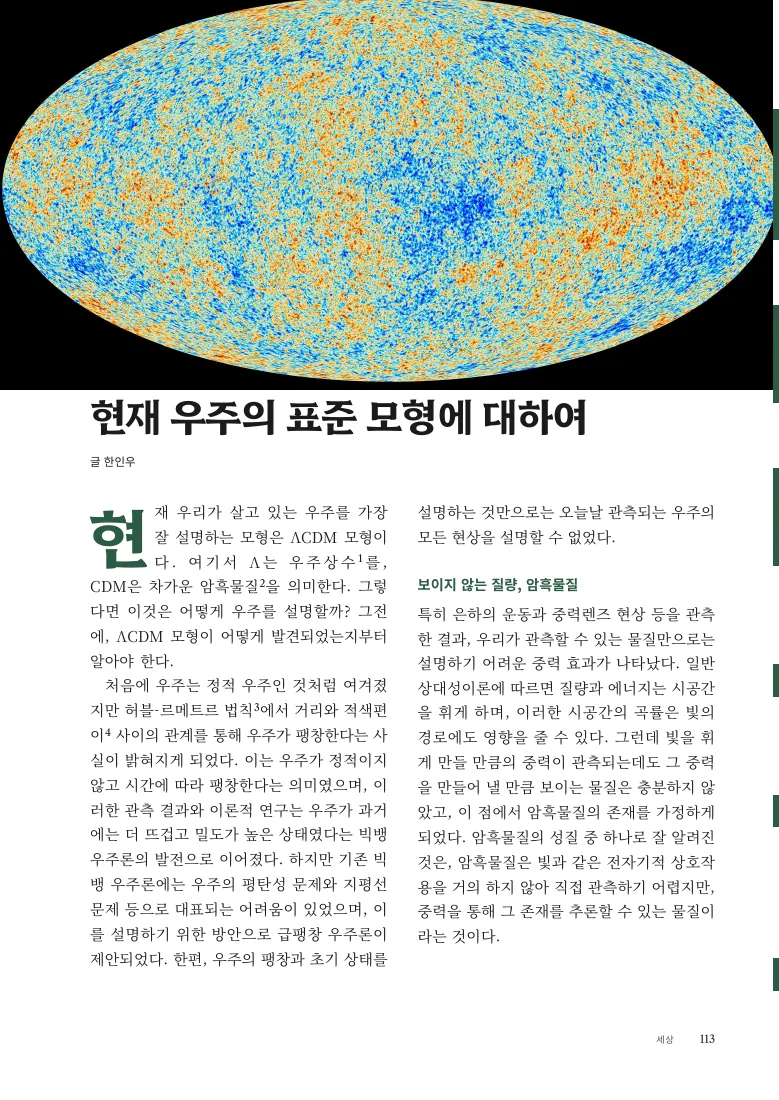 현재 우주의 표준 모형에 대하여
글 한인우
현재 우리가 살고 있는 우주를 가장
잘 설명하는 모형은 ΛCDM 모형이
다. 여기서 Λ는 우주상수1를,
CDM은 차가운 암흑물질2을 의미한다. 그렇
다면 이것은 어떻게 우주를 설명할까? 그전
에, ΛCDM 모형이 어떻게 발견되었는지부터
알아야 한다.
처음에 우주는 정적 우주인 것처럼 여겨졌
지만 허블-르메트르 법칙3에서 거리와 적색편
이4 사이의 관계를 통해 우주가 팽창한다는 사
실이 밝혀지게 되었다. 이는 우주가 정적이지
않고 시간에 따라 팽창한다는 의미였으며, 이
러한 관측 결과와 이론적 연구는 우주가 과거
에는 더 뜨겁고 밀도가 높은 상태였다는 빅뱅
우주론의 발전으로 이어졌다. 하지만 기존 빅
뱅 우주론에는 우주의 평탄성 문제와 지평선
문제 등으로 대표되는 어려움이 있었으며, 이
를 설명하기 위한 방안으로 급팽창 우주론이
제안되었다. 한편, 우주의 팽창과 초기 상태를
설명하는 것만으로는 오늘날 관측되는 우주의
모든 현상을 설명할 수 없었다.
보이지 않는 질량, 암흑물질
특히 은하의 운동과 중력렌즈 현상 등을 관측
한 결과, 우리가 관측할 수 있는 물질만으로는
설명하기 어려운 중력 효과가 나타났다. 일반
상대성이론에 따르면 질량과 에너지는 시공간
을 휘게 하며, 이러한 시공간의 곡률은 빛의
경로에도 영향을 줄 수 있다. 그런데 빛을 휘
게 만들 만큼의 중력이 관측되는데도 그 중력
을 만들어 낼 만큼 보이는 물질은 충분하지 않
았고, 이 점에서 암흑물질의 존재를 가정하게
되었다. 암흑물질의 성질 중 하나로 잘 알려진
것은, 암흑물질은 빛과 같은 전자기적 상호작
용을 거의 하지 않아 직접 관측하기 어렵지만,
중력을 통해 그 존재를 추론할 수 있는 물질이
라는 것이다.
세상 113